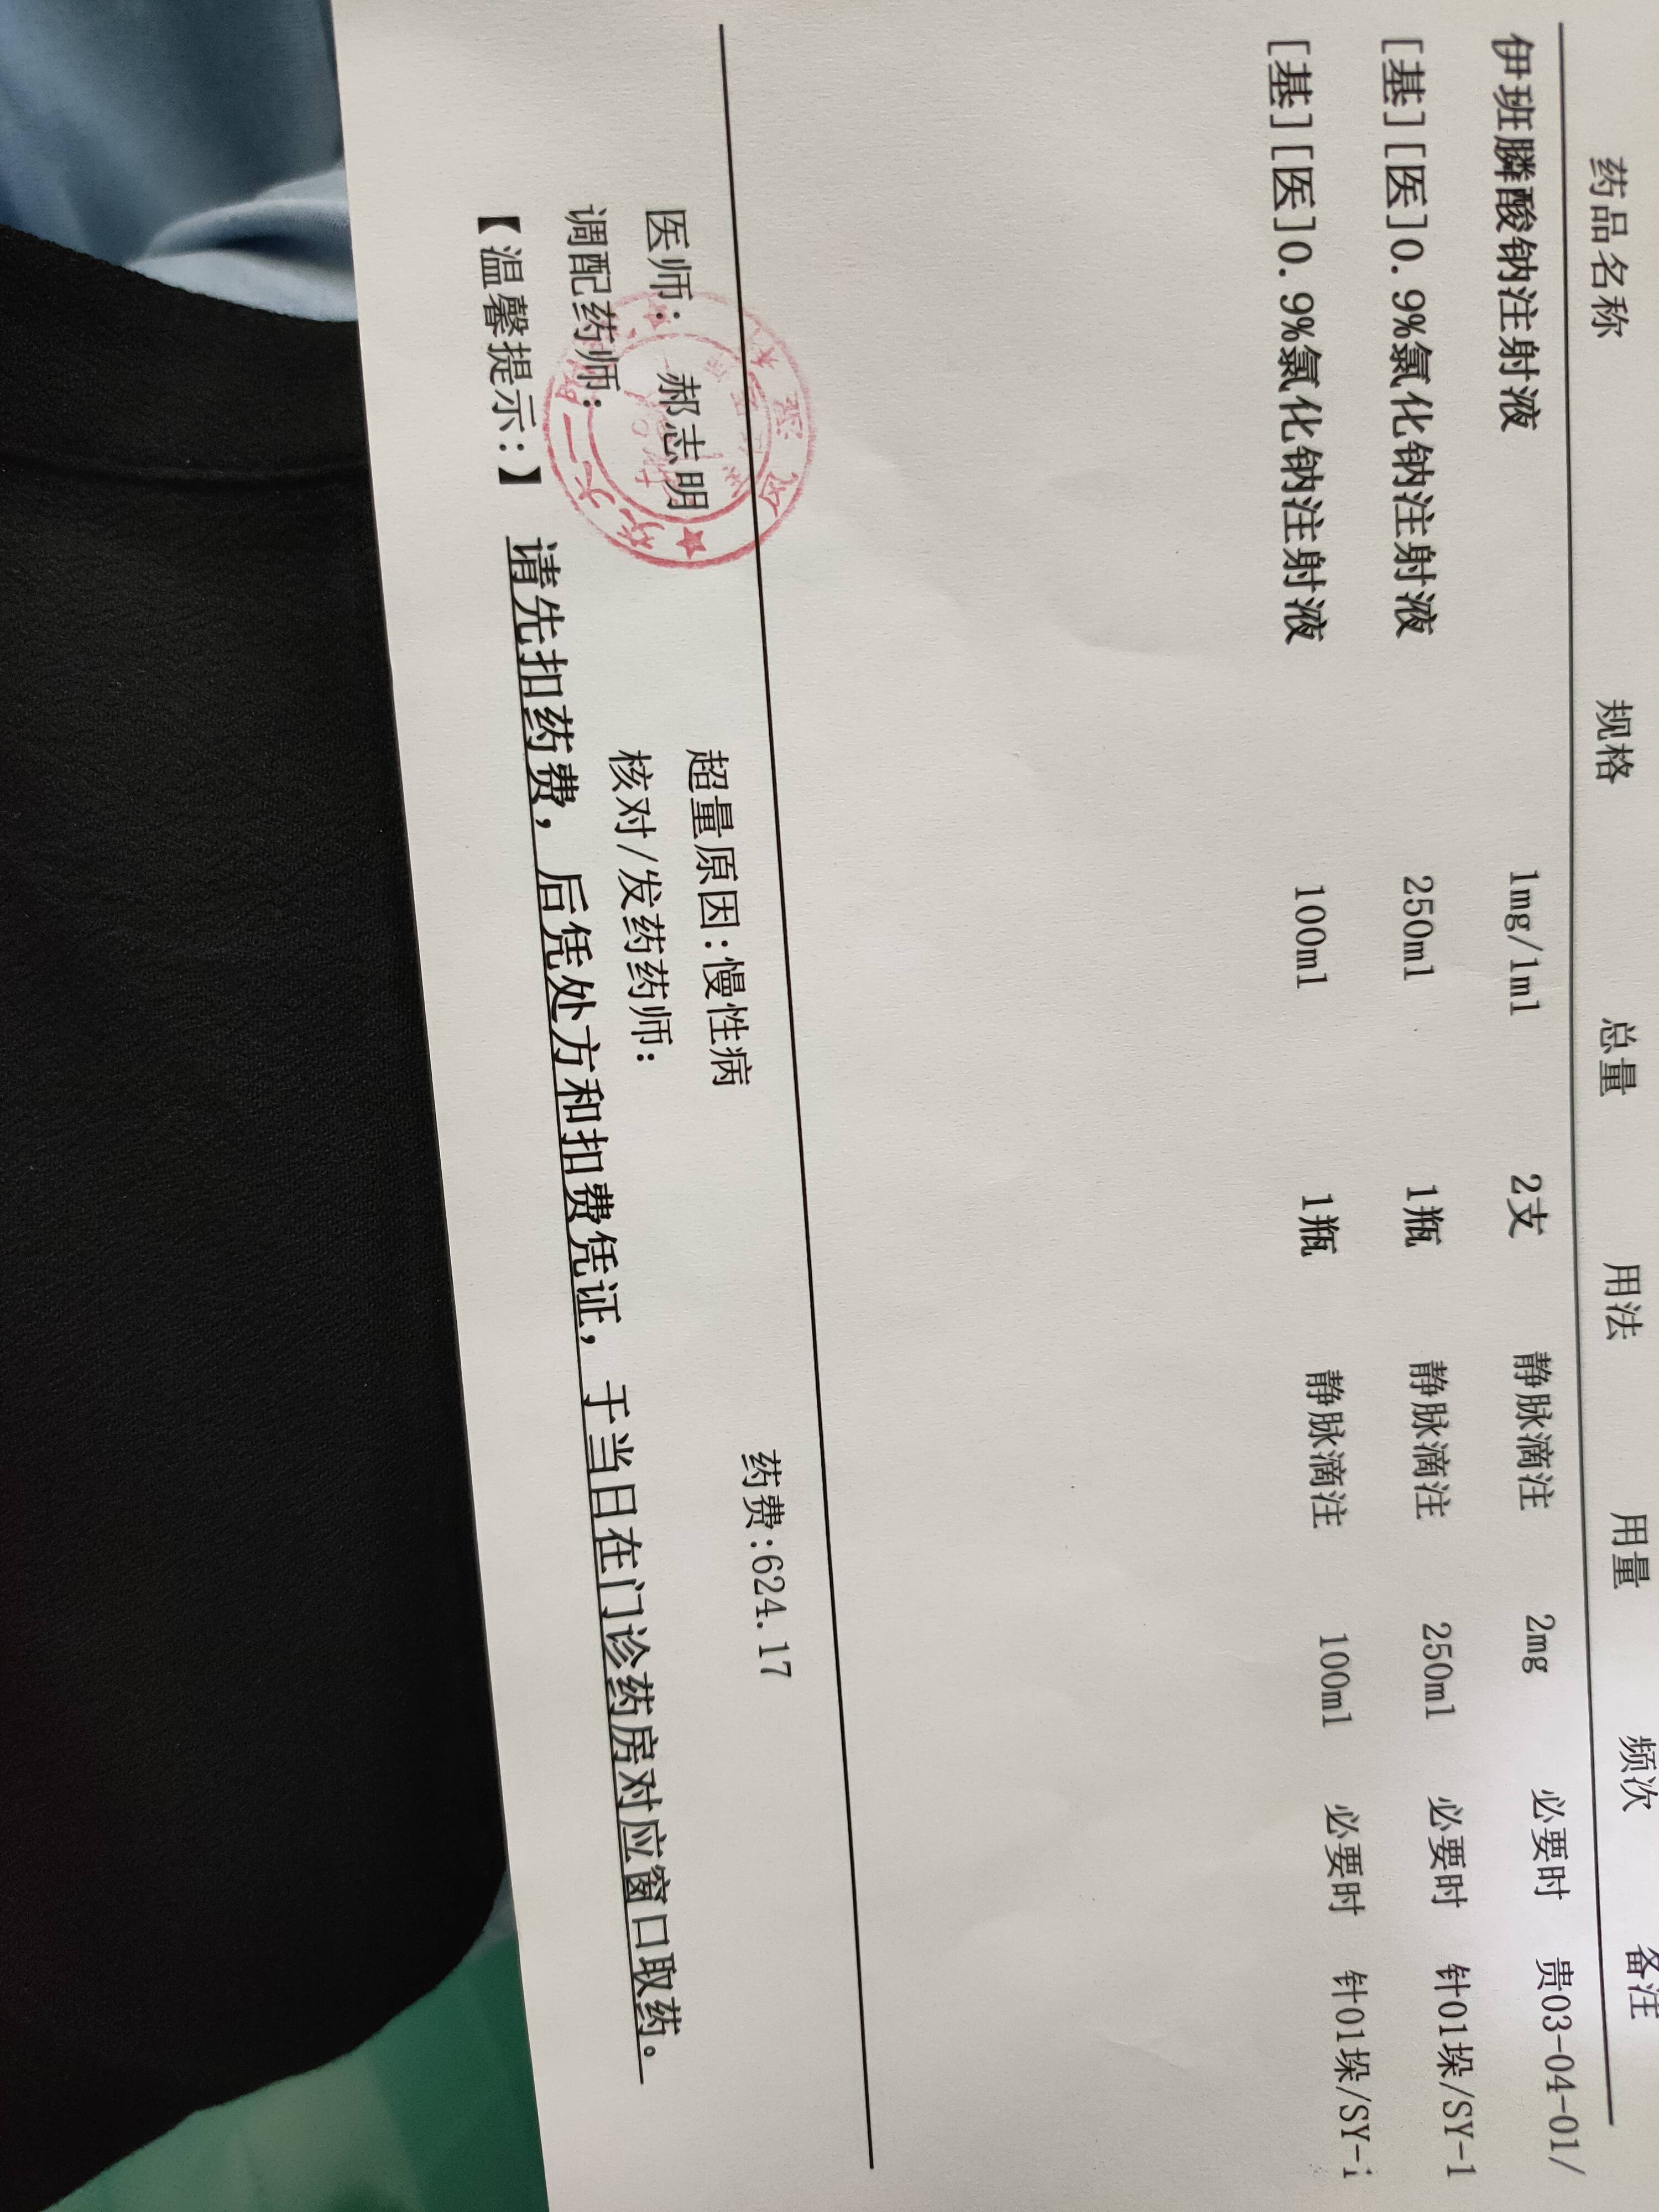 药品名称 规格 总量 用法 用量 频次 备注
伊班膦酸钠注射液 1mg/1ml 2支 静脉滴注 2mg 必要时 贵03-04-01/
[基][医]0.9%氯化钠注射液 250ml 1瓶 静脉滴注 250ml 必要时 针01垛/SY-1
[基][医]0.9%氯化钠注射液 100ml 1瓶 静脉滴注 100ml 必要时 针01垛/SY-
医师: 郝志明 超量原因:慢性病 药费:624.17
调配药师: 核对/发药药师:
【温馨提示:】 请先扣药费，后凭处方和扣费凭证，于当日在门诊药房对应窗口取药。